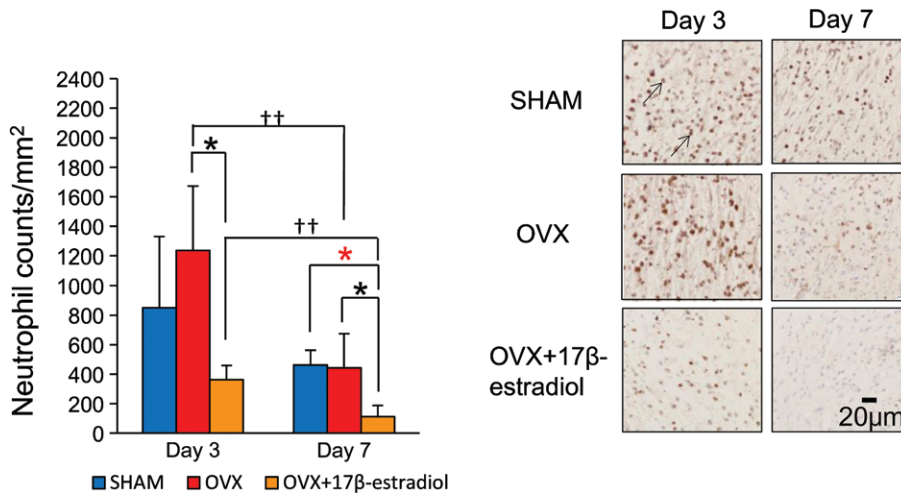 Neutrophil counts/mm²
2400
2200
2000
1800
1600
1400
1200
1000
800
600
400
200
0
††
*
††
*
*
Day 3 Day 7
SHAM OVX OVX+17β-estradiol
Day 3 Day 7
SHAM
OVX
OVX+17β-
estradiol
20µm